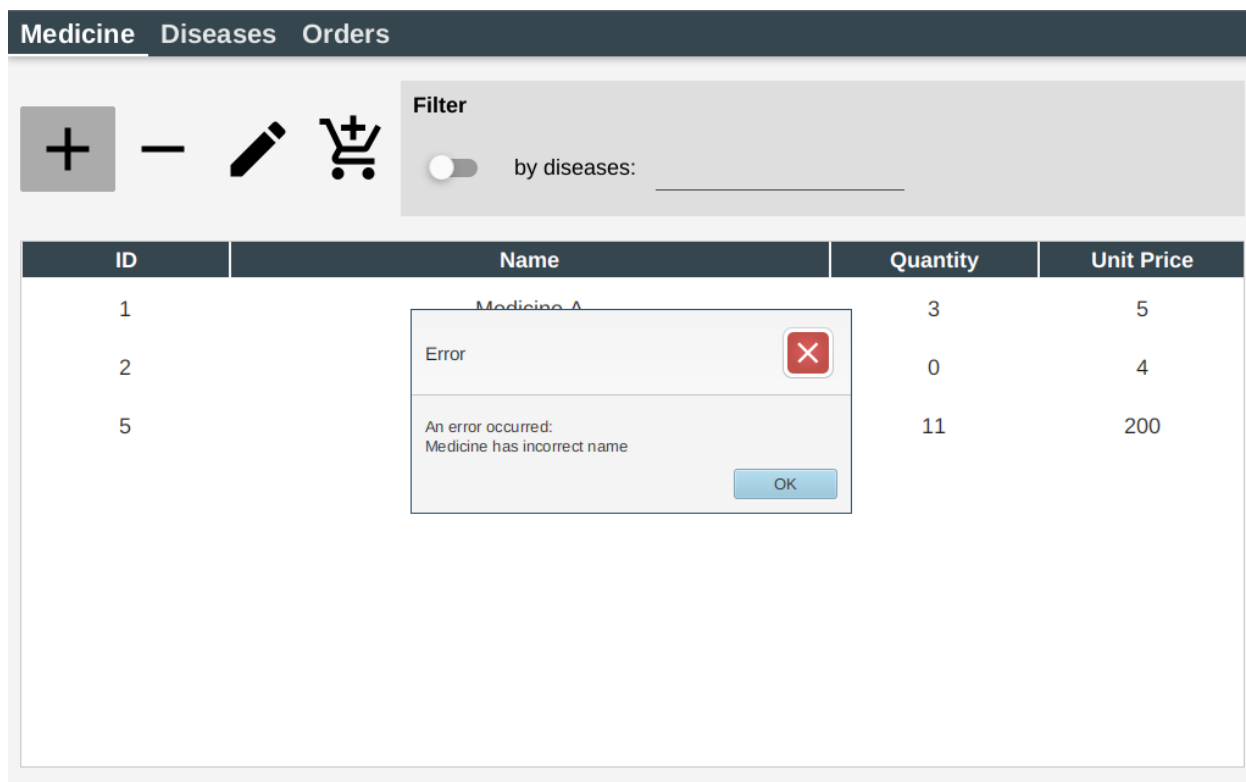 Medicine Diseases Orders
Filter
by diseases:
ID Name Quantity Unit Price
1 Medicine A 3 5
2 0 4
5 11 200
Error
An error occurred:
Medicine has incorrect name
OK